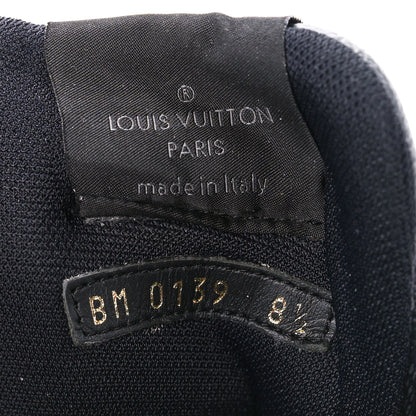 ®
LOUIS VUITTON
PARIS
made in Italy
BM 0139 8½